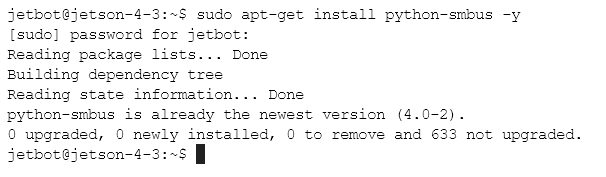 jetbot@jetson-4-3:~$ sudo apt-get install python-smbus -y
[sudo] password for jetbot:
Reading package lists... Done
Building dependency tree
Reading state information... Done
python-smbus is already the newest version (4.0-2).
0 upgraded, 0 newly installed, 0 to remove and 633 not upgraded.
jetbot@jetson-4-3:~$